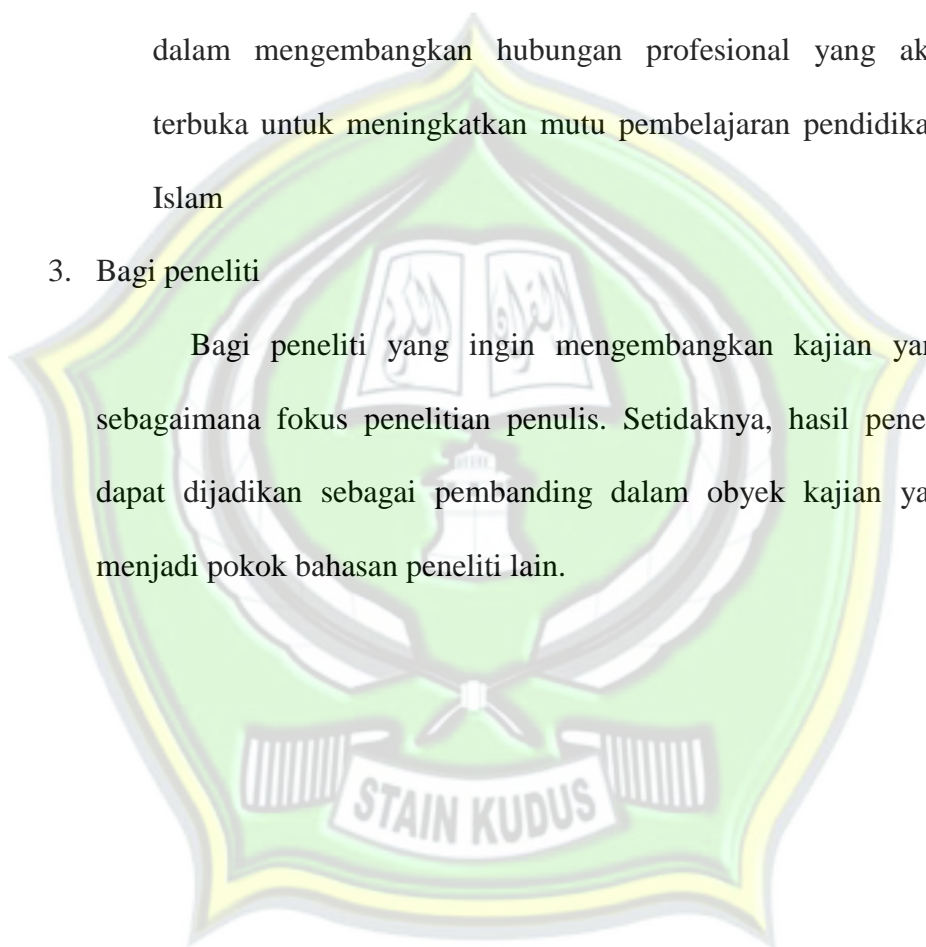 dalam mengembangkan hubungan profesional yang ak
terbuka untuk meningkatkan mutu pembelajaran pendidika
Islam
3. Bagi peneliti
Bagi peneliti yang ingin mengembangkan kajian yan
sebagaimana fokus penelitian penulis. Setidaknya, hasil pene
dapat dijadikan sebagai pembanding dalam obyek kajian ya
menjadi pokok bahasan peneliti lain.
STAIN KUDUS